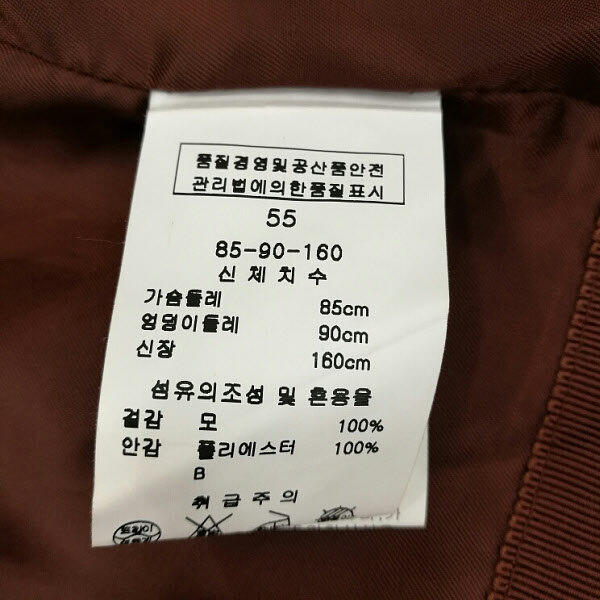 품질경영및공산품안전
관리법에의한품질표시
55
85-90-160
신체치수
가슴둘레 85cm
엉덩이둘레 90cm
신장 160cm
섬유의조성 및 혼용율
겉감 모 100%
안감 폴리에스터 100%
B
취급주의
드라이